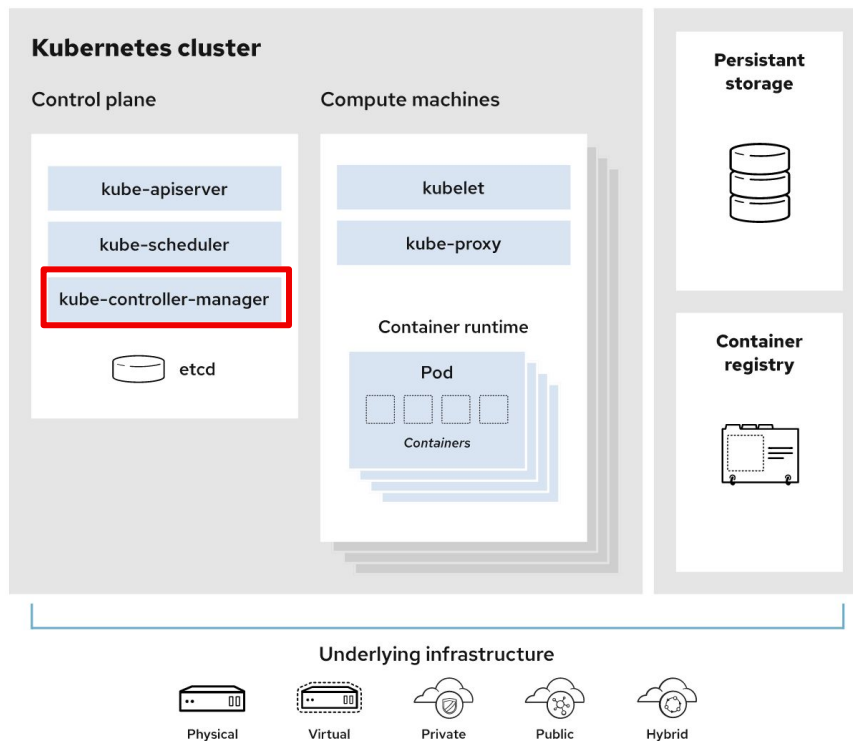 Kubernetes cluster
Control plane
kube-apiserver
kube-scheduler
kube-controller-manager
etcd
Compute machines
kubelet
kube-proxy
Container runtime
Pod
Containers
Persistant
storage
Container
registry
Underlying infrastructure
Physical
Virtual
Private
Public
Hybrid